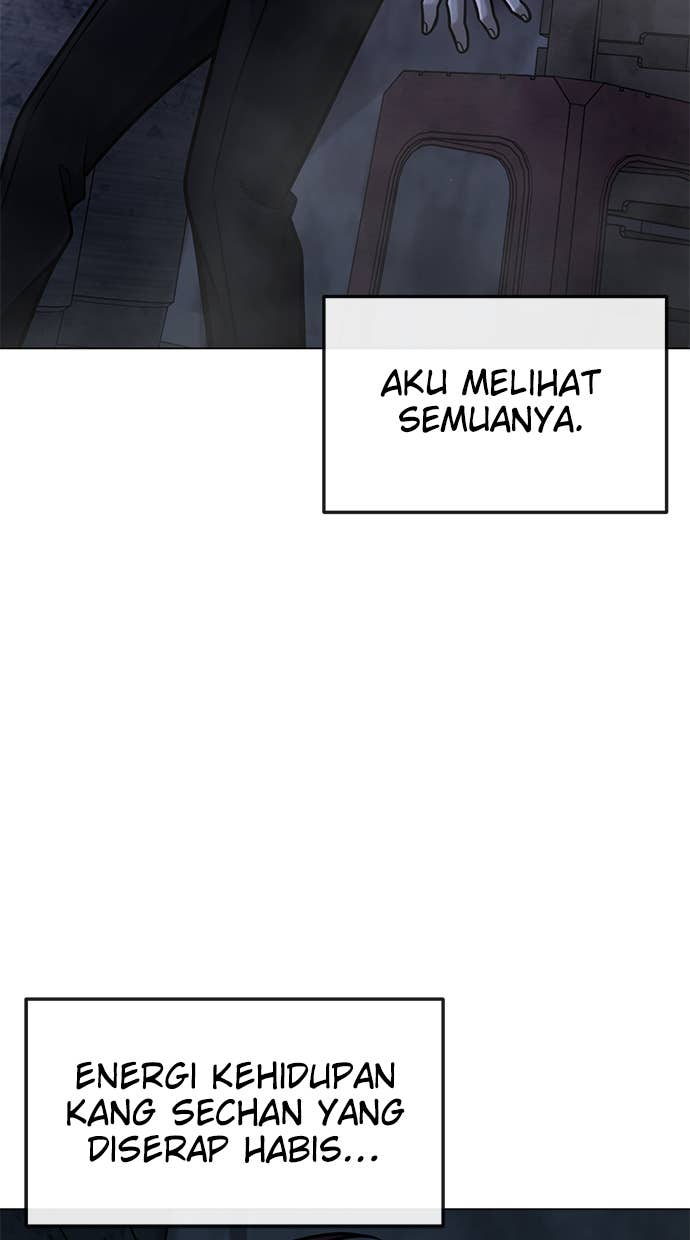 AKU MELIHAT
SEMUANYA.
ENERGI KEHIDUPAN
KANG SECHAN YANG
DISERAP HABIS...